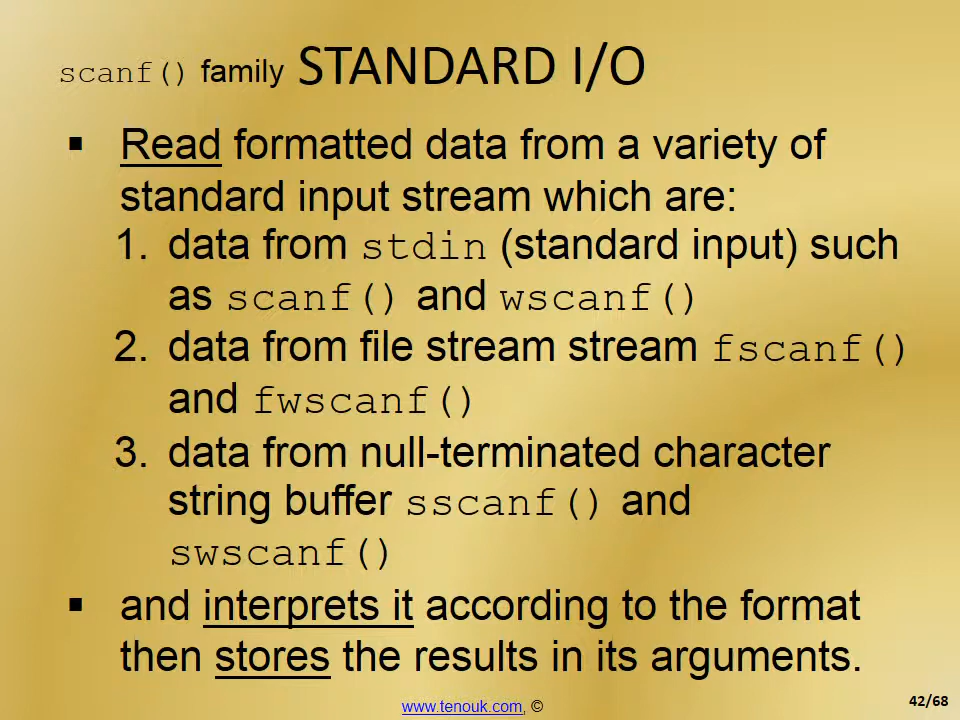 scanf() family STANDARD I/O
▪ Read formatted data from a variety of
standard input stream which are:
1. data from stdin (standard input) such
as scanf() and wscanf()
2. data from file stream stream fscanf()
and fwscanf()
3. data from null-terminated character
string buffer sscanf() and
swscanf()
▪ and interprets it according to the format
then stores the results in its arguments.
www.tenouk.com, ©
42/68